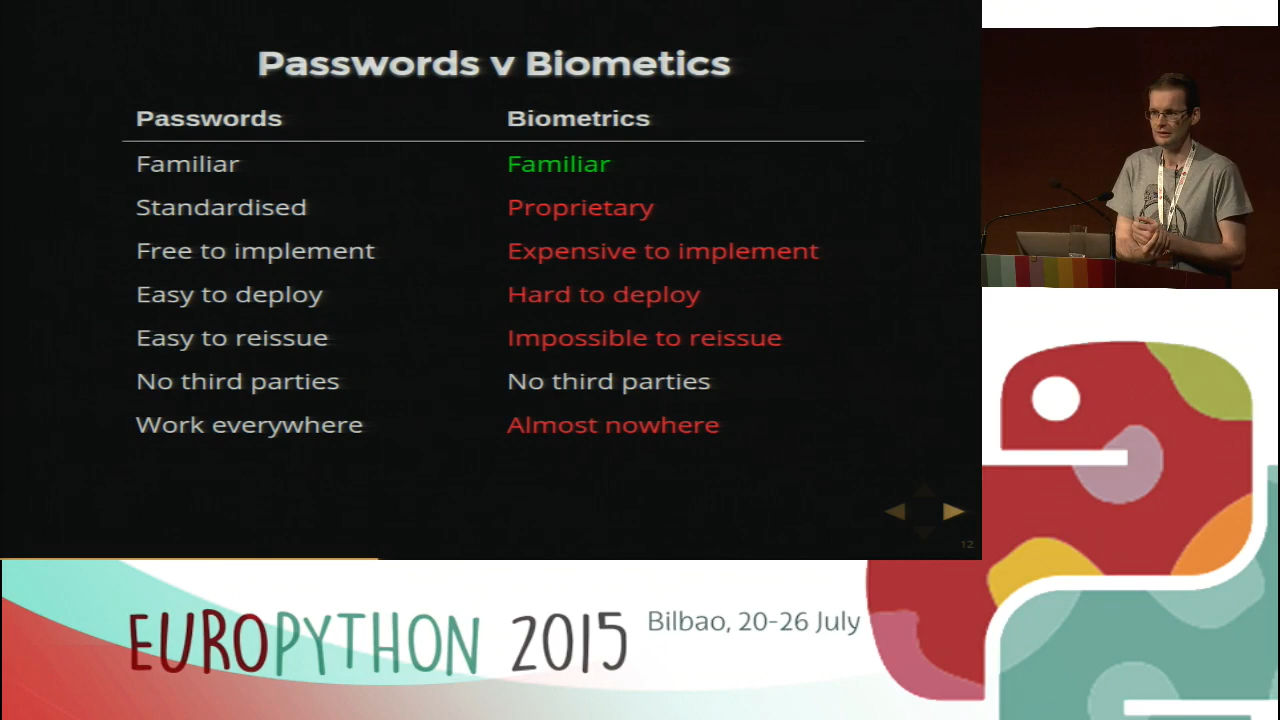 Passwords v Biometics
Passwords Biometrics
Familiar Familiar
Standardised Proprietary
Free to implement Expensive to implement
Easy to deploy Hard to deploy
Easy to reissue Impossible to reissue
No third parties No third parties
Work everywhere Almost nowhere
12
EUROPYTHON 2015 Bilbao, 20-26 July